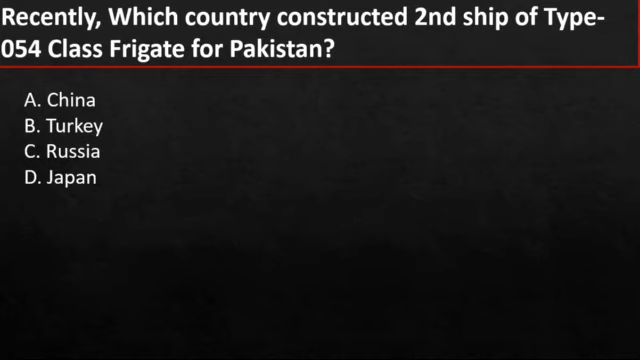 Recently, Which country constructed 2nd ship of Type-
054 Class Frigate for Pakistan?
A. China
B. Turkey
C. Russia
D. Japan